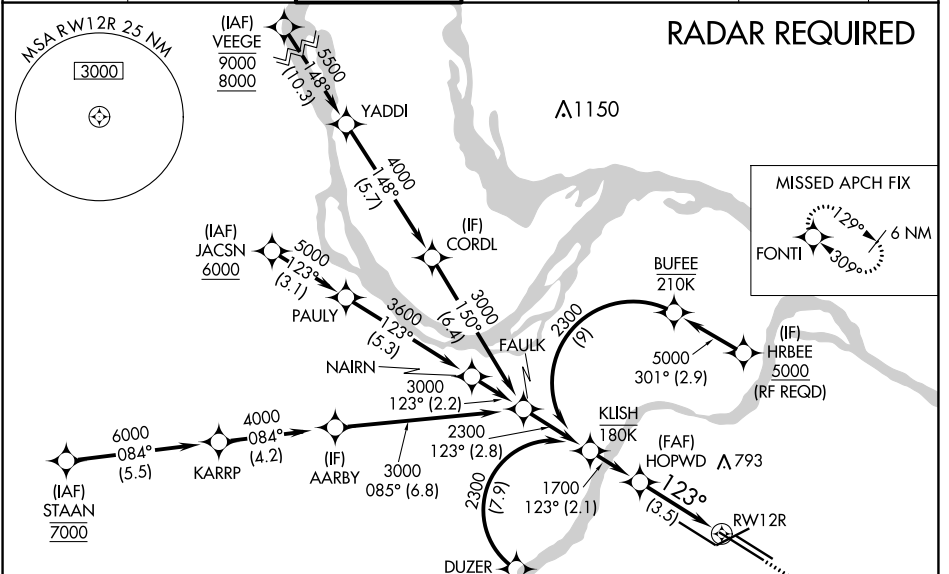 RADAR REQUIRED
MSA RW12R 25 NM
3000
(IAF)
VEEGE
9000
8000
5500
148°
(10.3)
YADDI
1150
4000
148°
(5.7)
MISSED APCH FIX
129°
6 NM
FONTI
309°
(IAF)
JACSN
6000
5000
123°
(3.1)
PAULY
(IF)
CORDL
3000
150°
(6.4)
3600
123°
(5.3)
NAIRN
FAULK
3000
123° (2.2)
BUFEE
210K
2300
(9)
5000
301° (2.9)
(IF)
HRBEE
5000
(RF REQD)
6000
084°
(5.5)
(IAF)
STAAN
7000
KARRP
4000
084°
(4.2)
(IF)
AARBY
3000
085° (6.8)
2300
123° (2.8)
KLISH
180K
(FAF)
HOPWD
793
1700
123° (2.1)
123°
(3.5)
RW12R
2300
(7.9)
DUZER